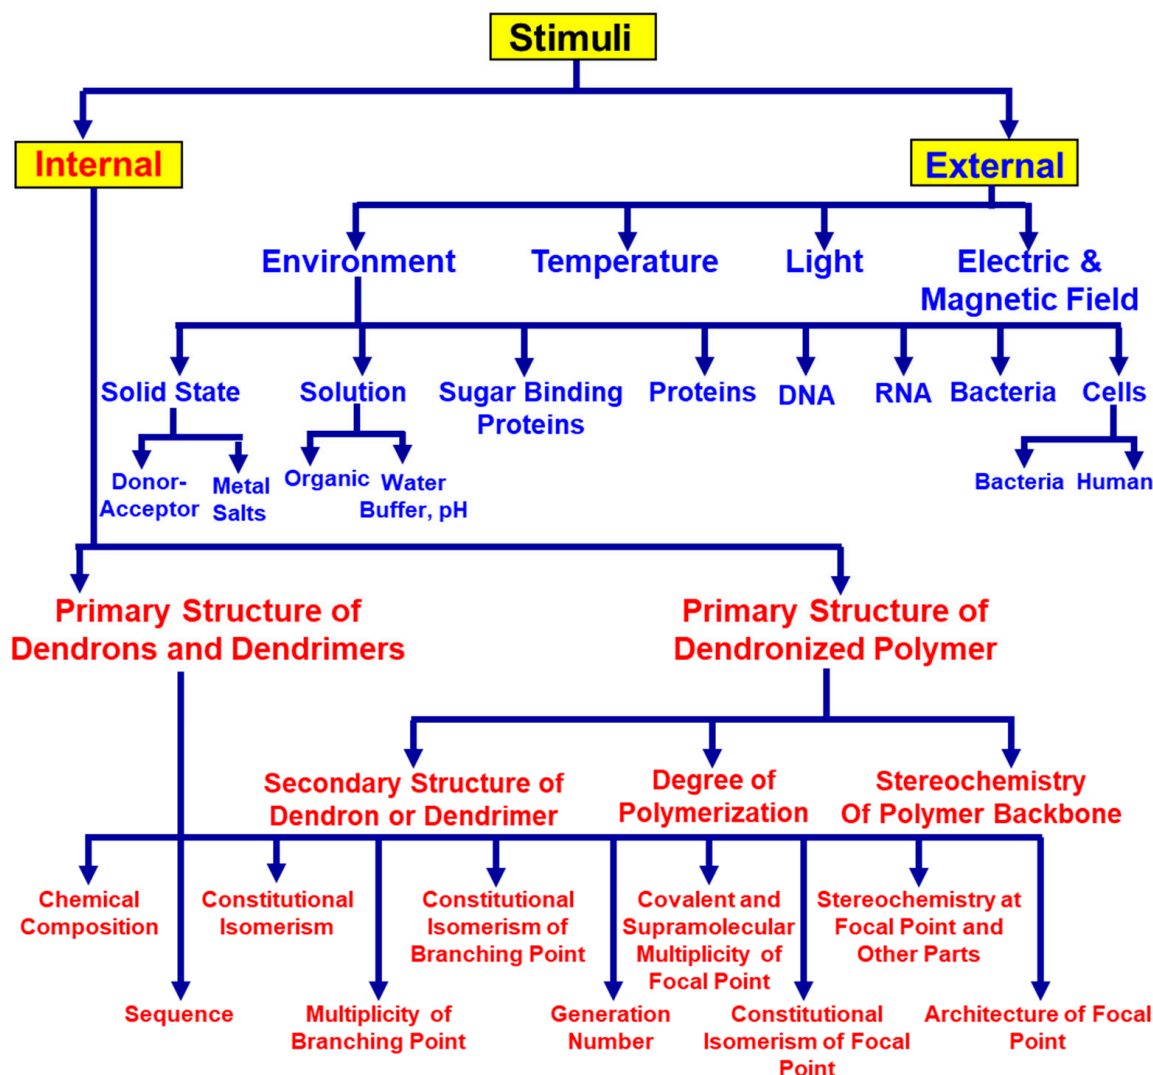 Stimuli
Internal
External
Environment
Temperature
Light
Electric &
Magnetic Field
Solid State
Solution
Sugar Binding
Proteins
Proteins
DNA
RNA
Bacteria
Cells
Donor-
Acceptor
Metal
Salts
Organic
Water
Buffer, pH
Bacteria
Human
Primary Structure of
Dendrons and Dendrimers
Primary Structure of
Dendronized Polymer
Secondary Structure of
Dendron or Dendrimer
Degree of
Polymerization
Stereochemistry
Of Polymer Backbone
Chemical
Composition
Constitutional
Isomerism
Constitutional
Isomerism of
Branching Point
Covalent and
Supramolecular
Multiplicity of
Focal Point
Stereochemistry at
Focal Point and
Other Parts
Sequence
Multiplicity of
Branching Point
Generation
Number
Constitutional
Isomerism of Focal
Point
Architecture of Focal
Point